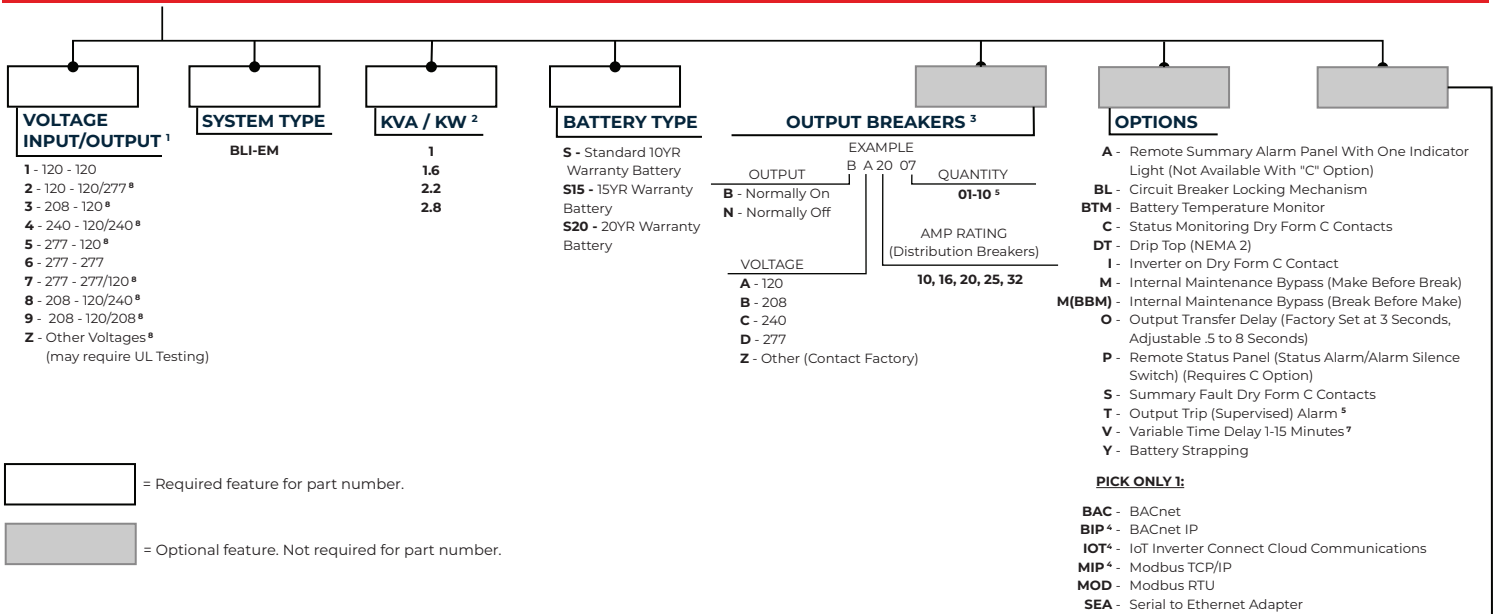 VOLTAGE
INPUT/OUTPUT ¹
1 - 120 - 120
2 - 120 - 120/277 ⁸
3 - 208 - 120 ⁸
4 - 240 - 120/240 ⁸
5 - 277 - 120 ⁸
6 - 277 - 277
7 - 277 - 277/120 ⁸
8 - 208 - 120/240 ⁸
9 - 208 - 120/208 ⁸
Z - Other Voltages ⁸
(may require UL Testing)
SYSTEM TYPE
BLI-EM
KVA / KW ²
1
1.6
2.2
2.8
BATTERY TYPE
S - Standard 10YR
Warranty Battery
S15 - 15YR Warranty
Battery
S20 - 20YR Warranty
Battery
OUTPUT BREAKERS ³
EXAMPLE
B A 20 07
OUTPUT
B - Normally On
N - Normally Off
QUANTITY
01-10 ⁵
AMP RATING
(Distribution Breakers)
10, 16, 20, 25, 32
VOLTAGE
A - 120
B - 208
C - 240
D - 277
Z - Other (Contact Factory)
OPTIONS
A - Remote Summary Alarm Panel With One Indicator
Light (Not Available With "C" Option)
BL - Circuit Breaker Locking Mechanism
BTM - Battery Temperature Monitor
C - Status Monitoring Dry Form C Contacts
DT - Drip Top (NEMA 2)
I - Inverter on Dry Form C Contact
M - Internal Maintenance Bypass (Make Before Break)
M(BBM) - Internal Maintenance Bypass (Break Before Make)
O - Output Transfer Delay (Factory Set at 3 Seconds,
Adjustable .5 to 8 Seconds)
P - Remote Status Panel (Status Alarm/Alarm Silence
Switch) (Requires C Option)
S - Summary Fault Dry Form C Contacts
T - Output Trip (Supervised) Alarm ⁵
V - Variable Time Delay 1-15 Minutes ⁷
Y - Battery Strapping
PICK ONLY 1:
BAC - BACnet
BIP ⁴ - BACnet IP
IOT ⁴ - IoT Inverter Connect Cloud Communications
MIP ⁴ - Modbus TCP/IP
MOD - Modbus RTU
SEA - Serial to Ethernet Adapter
= Required feature for part number.
= Optional feature. Not required for part number.